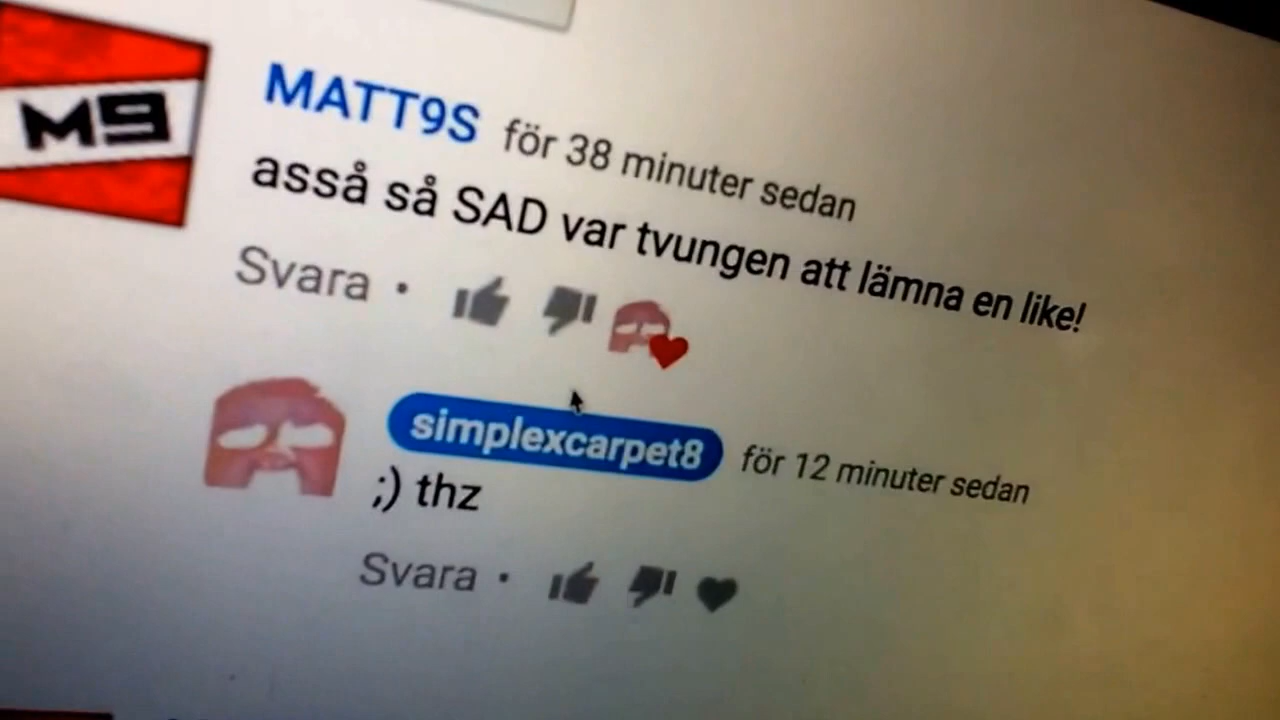 M9
MATT9S för 38 minuter sedan
asså så SAD var tvungen att lämna en like!
Svara •
simplexcarpet8 för 12 minuter sedan
;) thz
Svara •